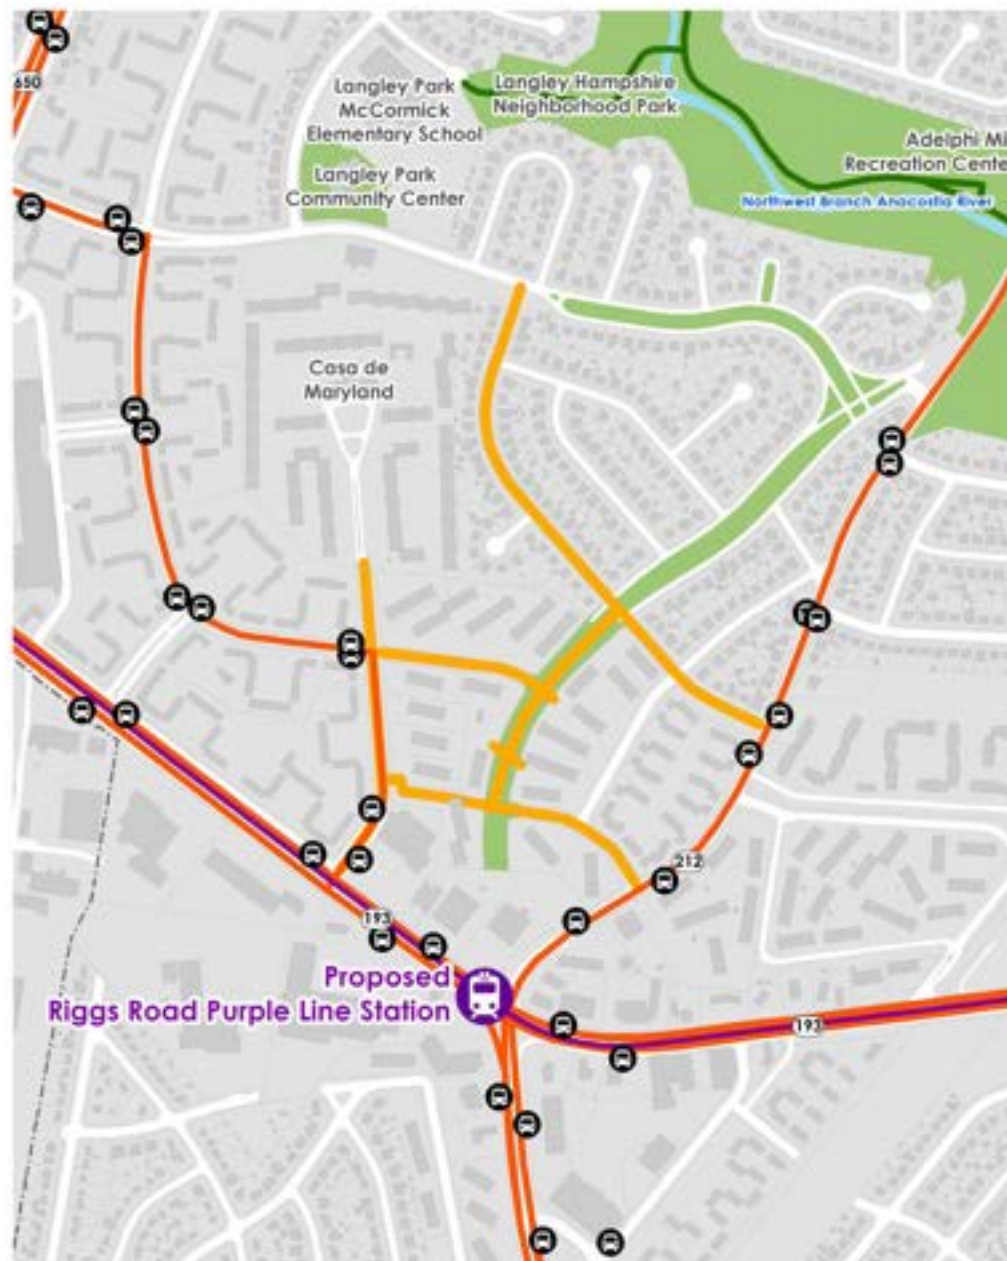 650
Langley Park
McCormick
Elementary School
Langley Hampshire
Neighborhood Park
Adelphi Mi
Recreation Cente
Langley Park
Community Center
Northwest Branch Anacostia River
Casa de
Maryland
212
193
Proposed
Riggs Road Purple Line Station
193